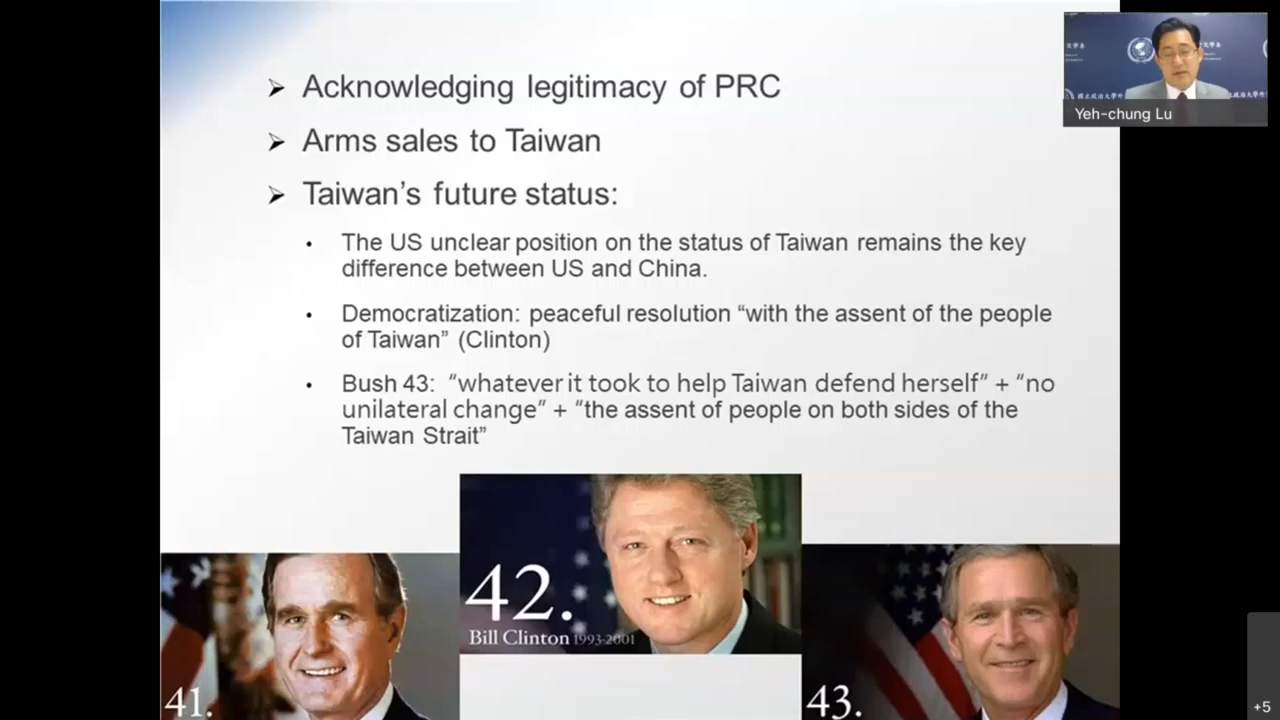 Acknowledging legitimacy of PRC
Arms sales to Taiwan
Taiwan’s future status:
The US unclear position on the status of Taiwan remains the key
difference between US and China.
Democratization: peaceful resolution “with the assent of the people
of Taiwan” (Clinton)
Bush 43: “whatever it took to help Taiwan defend herself” + “no
unilateral change” + “the assent of people on both sides of the
Taiwan Strait”
41.
42.
Bill Clinton 1993-2001
43.
Yeh-chung Lu
+5